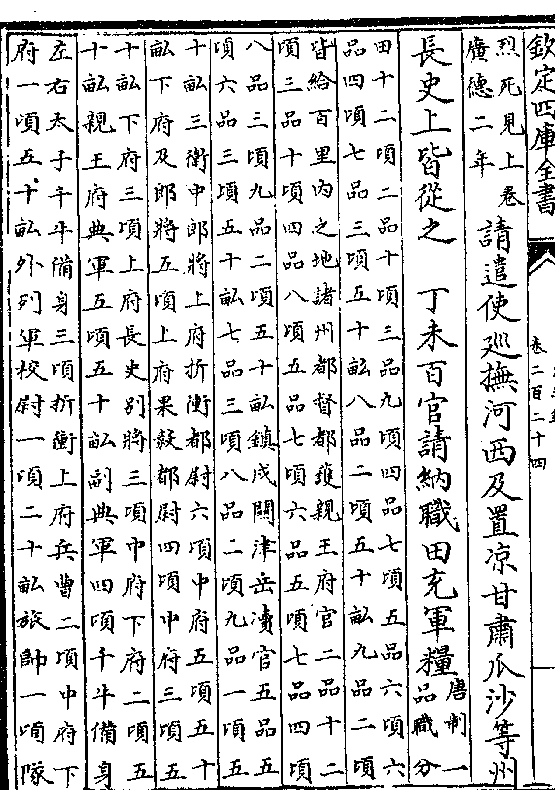 欽定四庫全書
卷二百二十四
烈死見上卷
廣德二年
請遣使廵撫河西及置涼甘肅瓜沙等州
長史上皆從之 丁未百官請納職田充軍糧
唐制一
品職分
田十二頃二品十頃三品九頃四品七頃五品六頃六
品四頃七品三頃五十畝八品二頃五十畝九品二頃
皆給百里內之地諸州都督都護親王府官二品十二
頃三品十頃四品八頃五品七頃六品五頃七品四頃
八品三頃九品二頃五十畝鎮戍關津岳瀆官五品五
頃六品三頃五十畝七品三頃八品二頃九品一頃五
十畝三衛中郎將上府折衝都尉六頃中府五頃五十
畝下府及郎將五頃上府果毅都尉四頃中府三頃五
十畝下府三頃上府長史别將三頃中府下府二頃五
十畝親王府典軍五頃五十畝副典軍四頃千牛備身
左右太子千牛備身三頃折衝上府兵曹二頃中府下
府一頃五十畝外列軍校尉一頃二十畝旅帥一頃隊